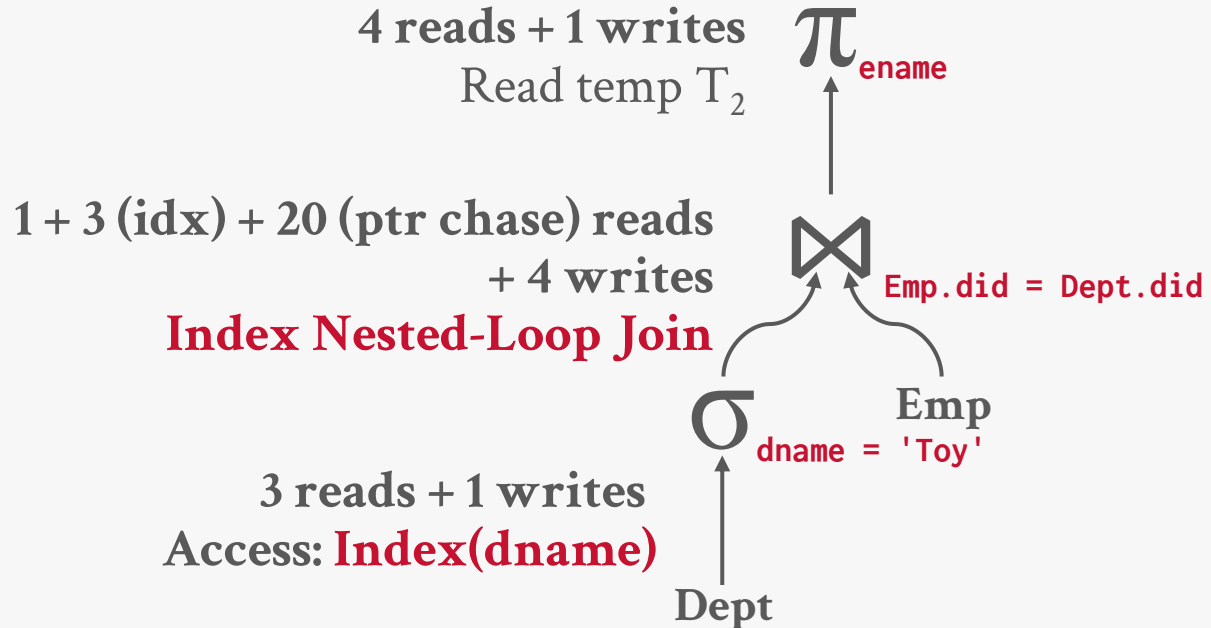 4 reads + 1 writes
π ename
Read temp T₂
1 + 3 (idx) + 20 (ptr chase) reads
+ 4 writes
⋈ Emp.did = Dept.did
Index Nested-Loop Join
Emp
σ dname = 'Toy'
3 reads + 1 writes
Access: Index(dname)
Dept